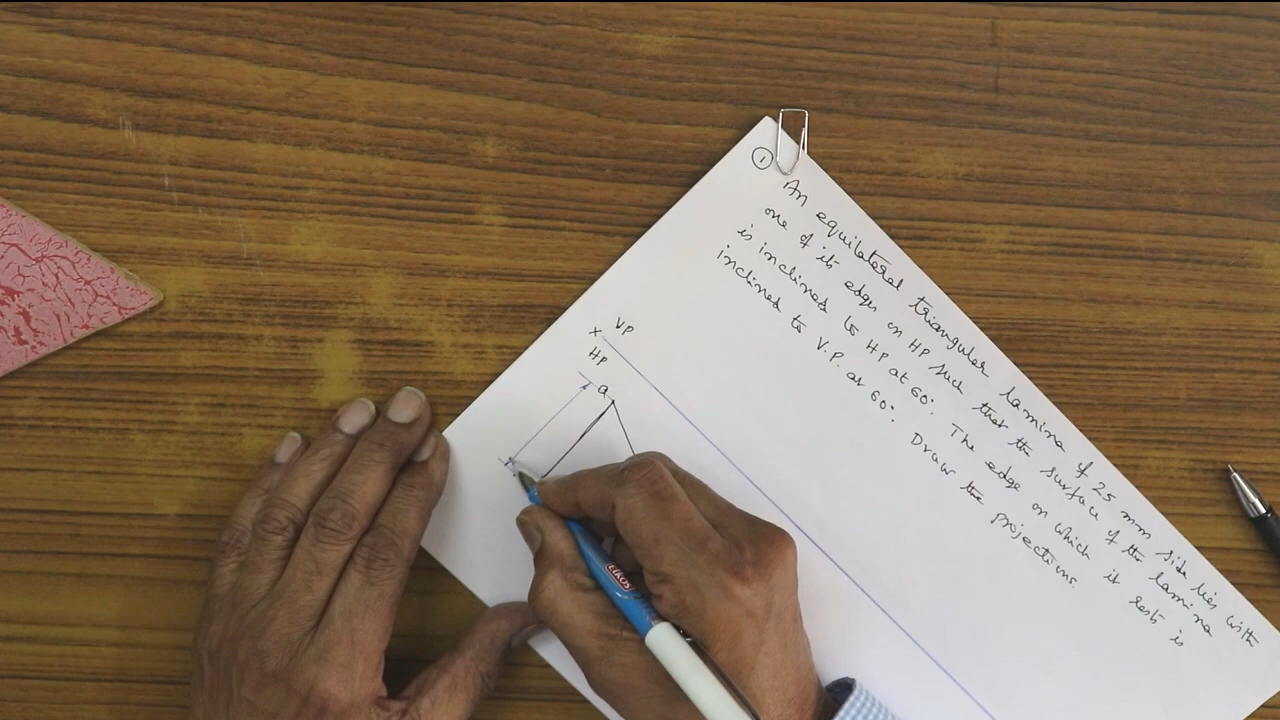 1
An equilateral triangular lamina of 25 mm side lies with
one of its edges on HP such that the surface of the lamina
is inclined to HP at 60°. The edge on which it rests is
inclined to V.P. at 60°. Draw the projections.
VP
X
HP
a
LINC